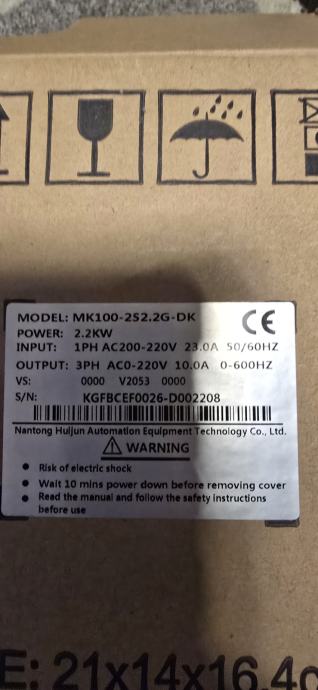 MODEL: MK100-2S2.2G-DK
POWER: 2.2KW
INPUT: 1PH AC200-220V 23.0A 50/60HZ
OUTPUT: 3PH AC0-220V 10.0A 0-600HZ
VS: 0000 V2053 0000
S/N: KGFBCEF0026-D002208
Nantong Huijun Automation Equipment Technology Co., Ltd.
WARNING
Risk of electric shock
Wait 10 mins power down before removing cover
Read the manual and follow the safety instructions
before use
E: 21x14x16.4c